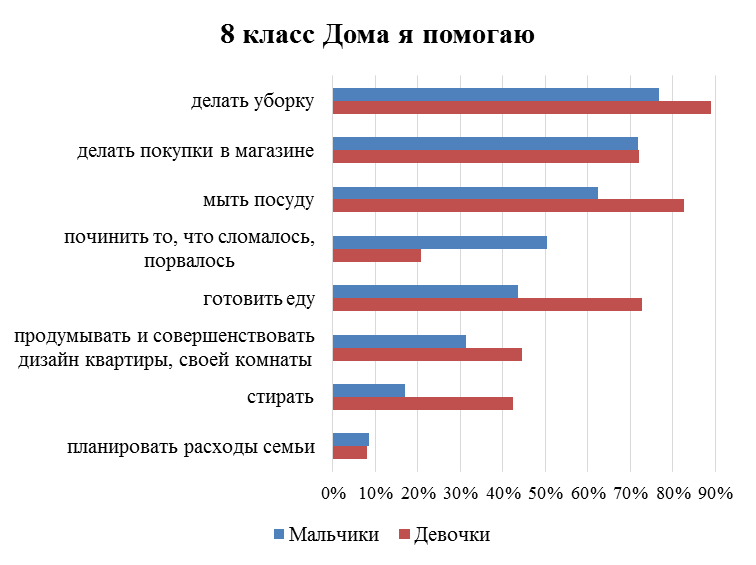 8 класс Дома я помогаю
делать уборку
делать покупки в магазине
мыть посуду
починить то, что сломалось,
порвалось
готовить еду
продумывать и совершенствовать
дизайн квартиры, своей комнаты
стирать
планировать расходы семьи
0% 10% 20% 30% 40% 50% 60% 70% 80% 90%
Мальчики Девочки